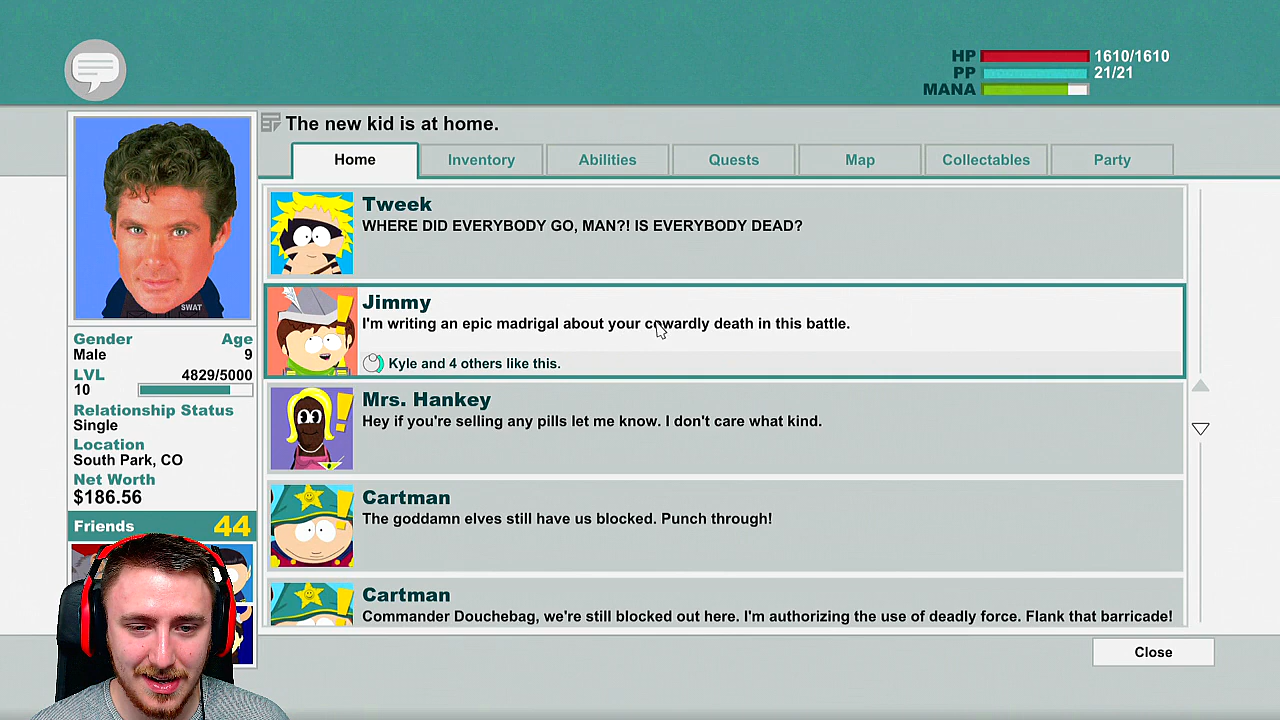 HP 1610/1610
PP 21/21
MANA
The new kid is at home.
Home Inventory Abilities Quests Map Collectables Party
SWAT
Gender Age
Male 9
LVL 4829/5000
10
Relationship Status
Single
Location
South Park, CO
Net Worth
$186.56
Friends 44
Tweek
WHERE DID EVERYBODY GO, MAN?! IS EVERYBODY DEAD?
Jimmy
I'm writing an epic madrigal about your cowardly death in this battle.
Kyle and 4 others like this.
Mrs. Hankey
Hey if you're selling any pills let me know. I don't care what kind.
Cartman
The goddamn elves still have us blocked. Punch through!
Cartman
Commander Douchebag, we're still blocked out here. I'm authorizing the use of deadly force. Flank that barricade!
Close